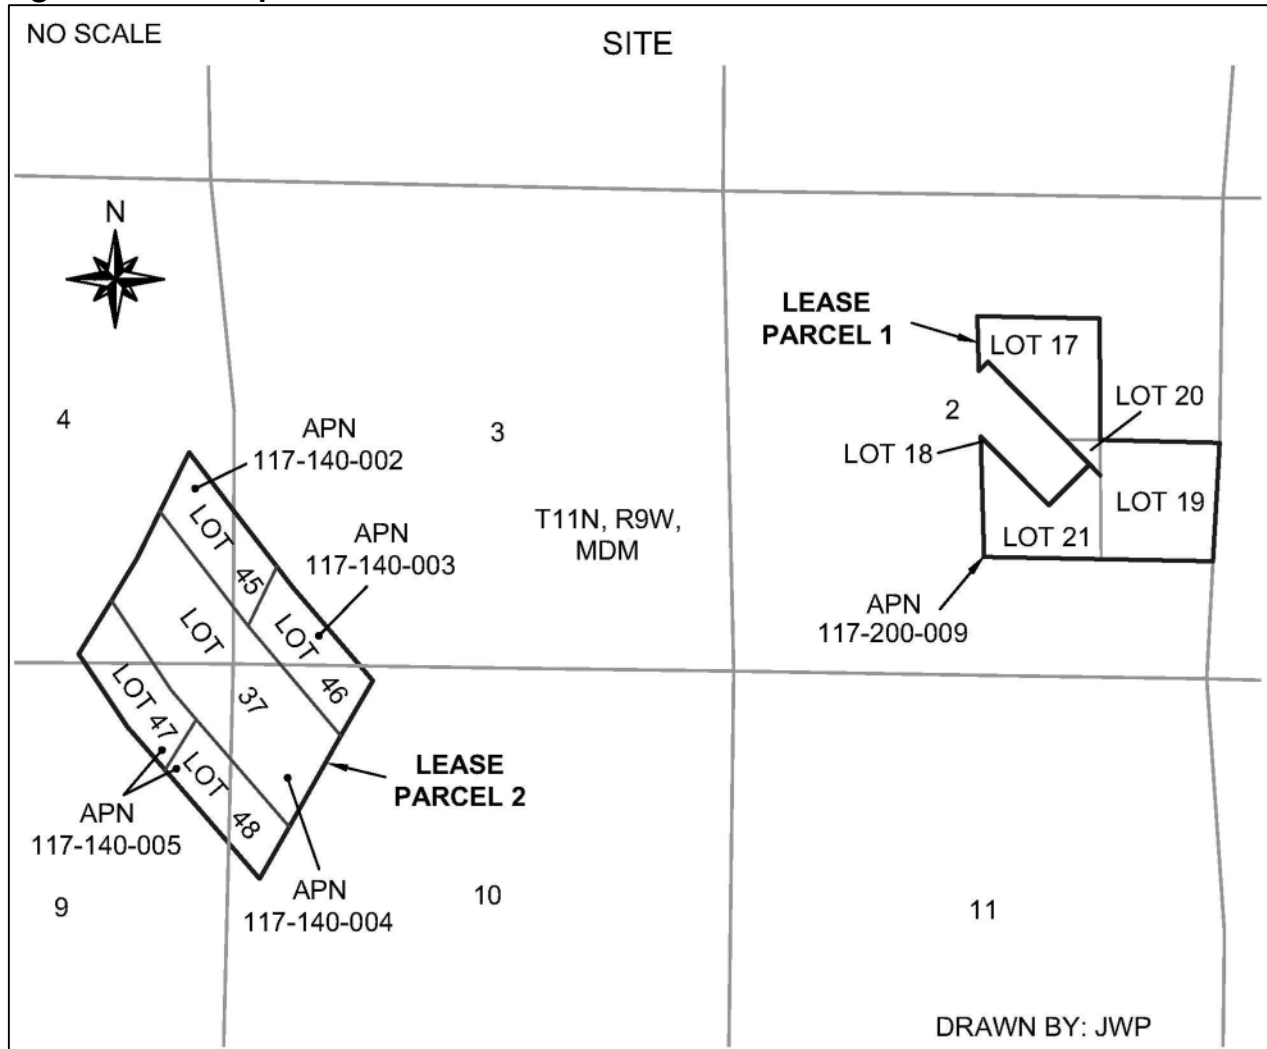 NO SCALE
SITE
N
LEASE
PARCEL 1
LOT 17
LOT 20
2
LOT 18
LOT 19
LOT 21
APN
117-200-009
4
3
APN
117-140-002
T11N, R9W,
MDM
APN
117-140-003
LOT 45
LOT 46
LOT 37
LOT 47
LOT 48
LEASE
PARCEL 2
APN
117-140-005
APN
117-140-004
9
10
11
DRAWN BY: JWP